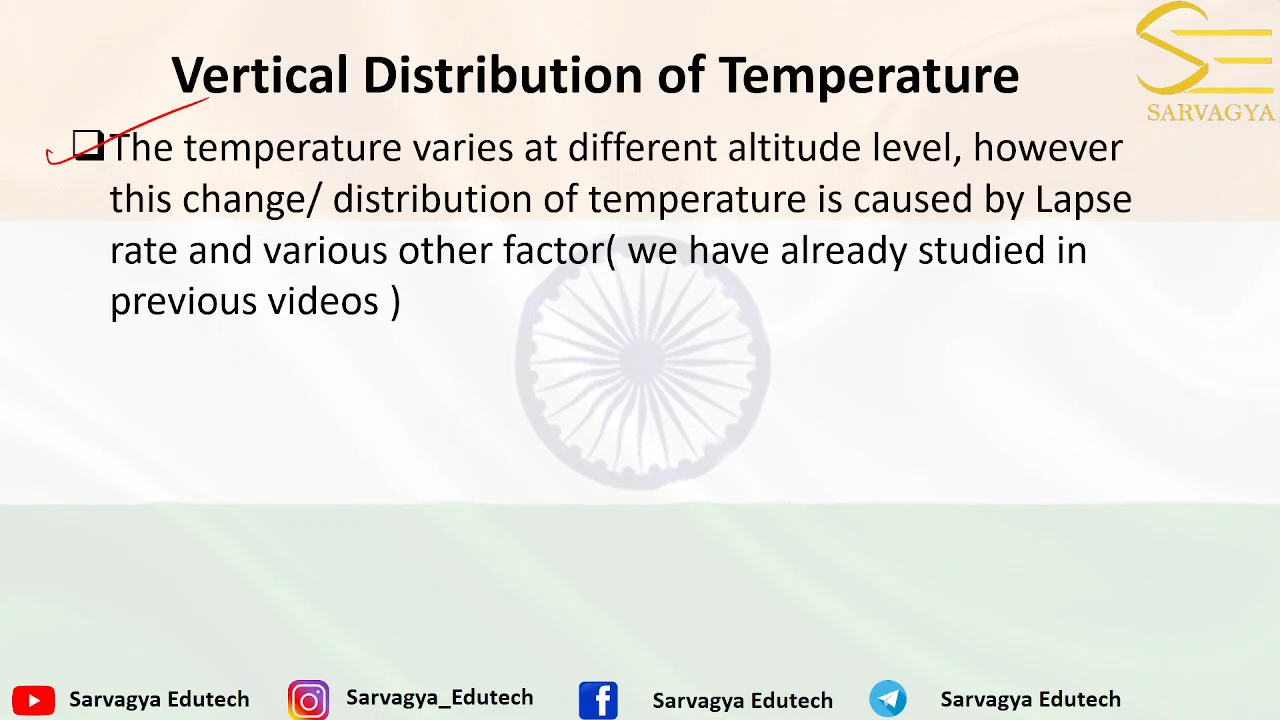 Vertical Distribution of Temperature
SARVAGYA
The temperature varies at different altitude level, however
this change/ distribution of temperature is caused by Lapse
rate and various other factor( we have already studied in
previous videos )
Sarvagya Edutech
Sarvagya_Edutech
Sarvagya Edutech
Sarvagya Edutech